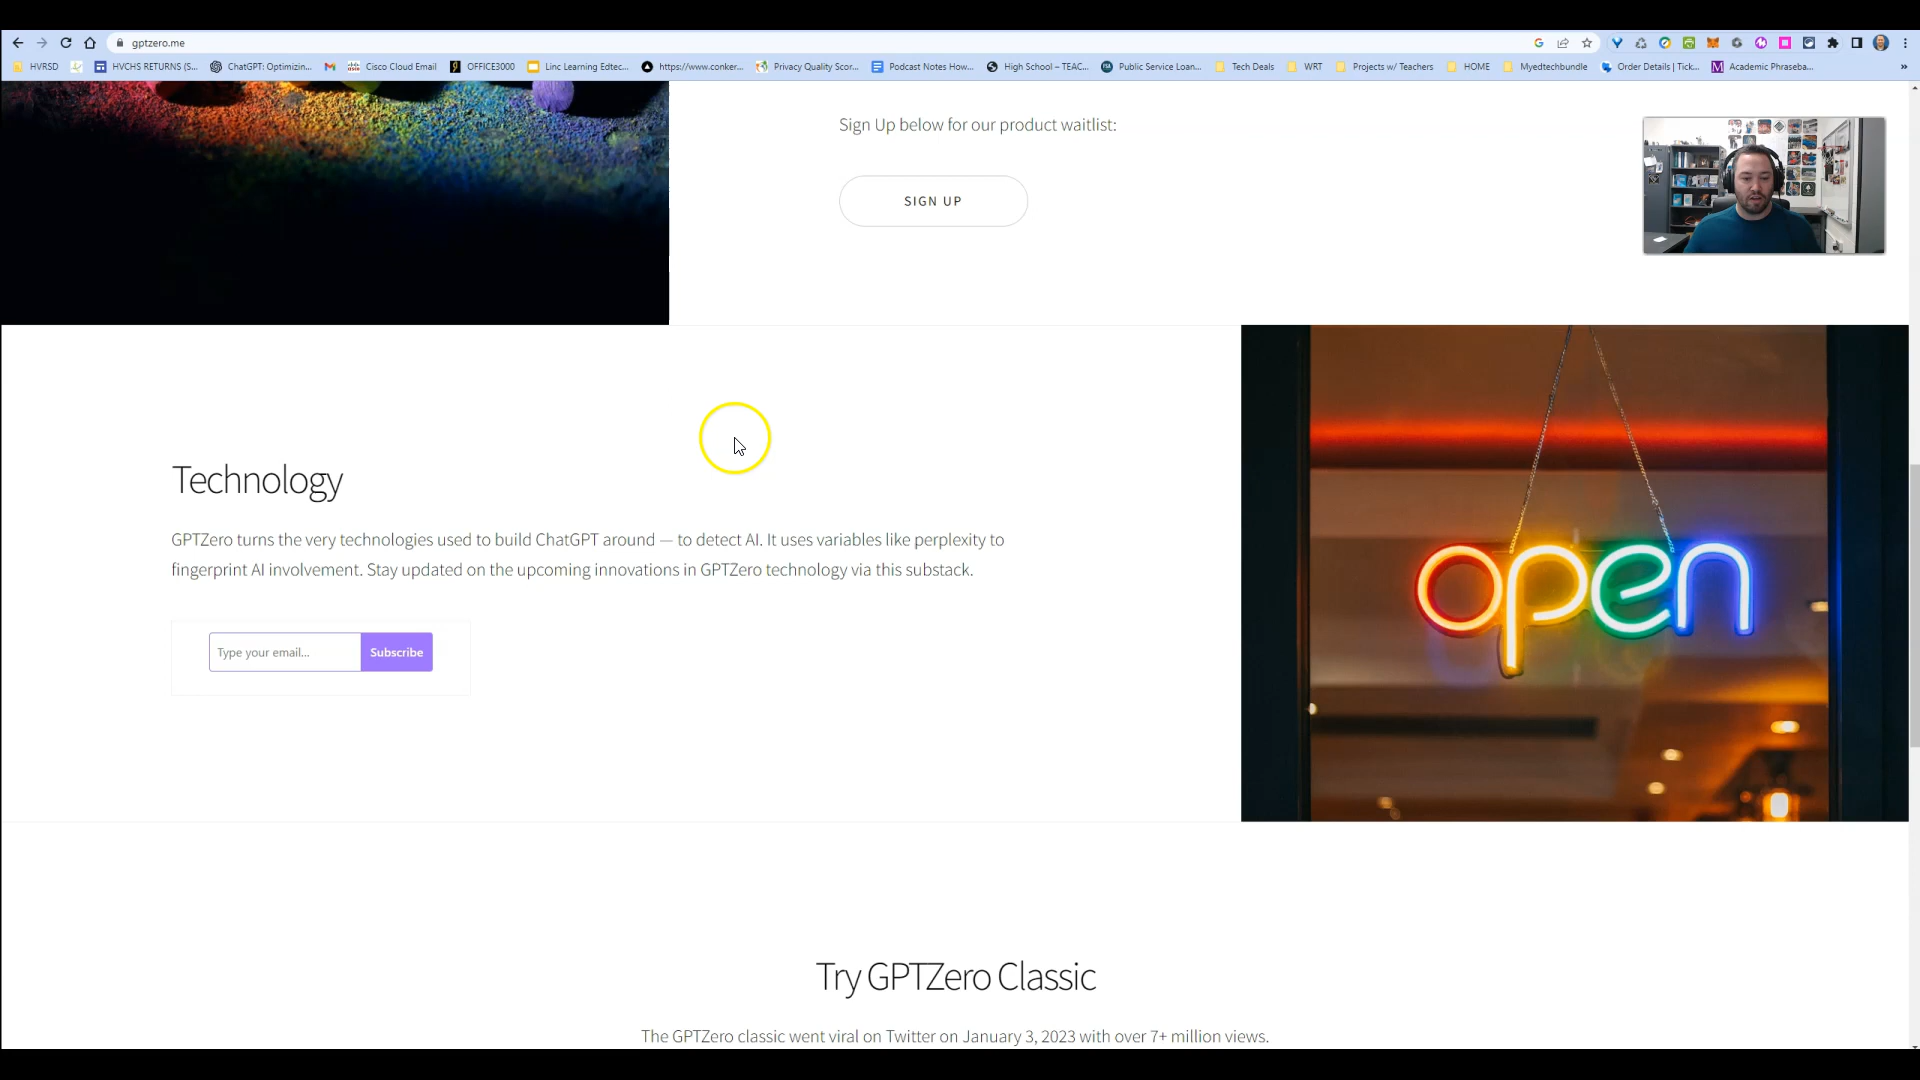 gptzero.me
HVRSD
HVCHS RETURNS (S...
ChatGPT: Optimizin...
Cisco Cloud Email
OFFICE3000
Linc Learning Edtec...
https://www.conker...
Privacy Quality Scor...
Podcast Notes How...
High School – TEAC...
Public Service Loan...
Tech Deals
WRT
Projects w/ Teachers
HOME
Myedtechbundle
Order Details | Tick...
Academic Phraseba...
Sign Up below for our product waitlist:
SIGN UP
Technology
GPTZero turns the very technologies used to build ChatGPT around — to detect AI. It uses variables like perplexity to
fingerprint AI involvement. Stay updated on the upcoming innovations in GPTZero technology via this substack.
Type your email...
Subscribe
open
Try GPTZero Classic
The GPTZero classic went viral on Twitter on January 3, 2023 with over 7+ million views.